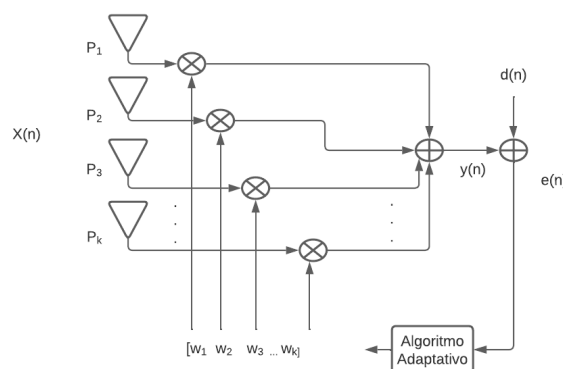 P1
d(n)
P2
X(n)
P3
y(n)
e(n)
Pk
[w1 w2 w3 ... wk]
Algoritmo
Adaptativo